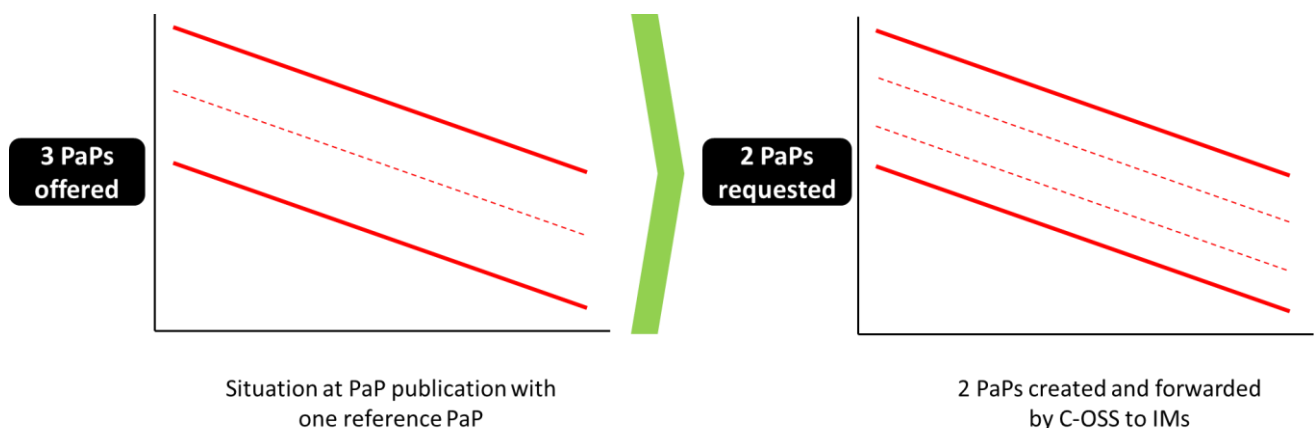 3 PaPs
offered
2 PaPs
requested
Situation at PaP publication with
one reference PaP
2 PaPs created and forwarded
by C-OSS to IMs